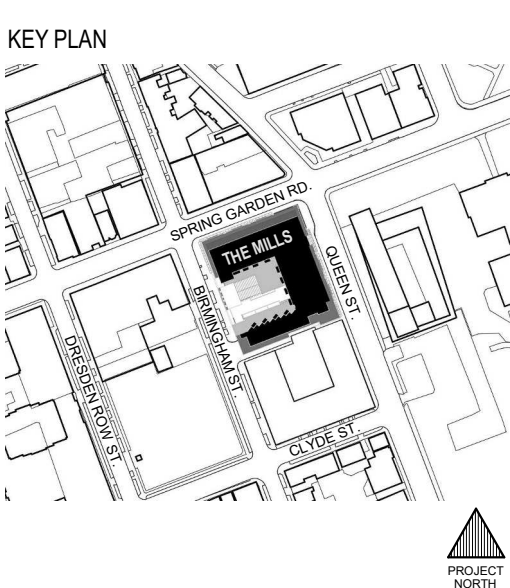 KEY PLAN
SPRING GARDEN RD.
THE MILLS
QUEEN ST.
BIRMINGHAM ST.
DRESDEN ROW ST.
CLYDE ST.
PROJECT
NORTH